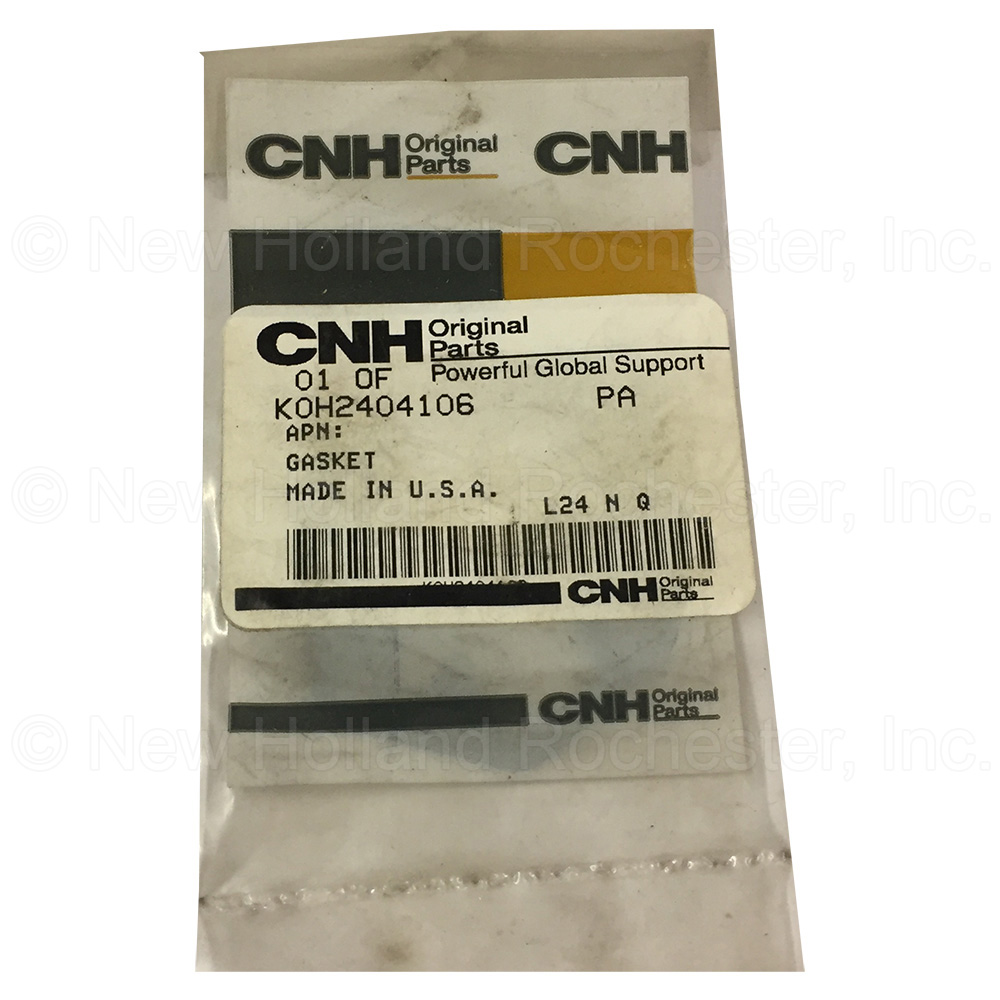 CNH Original Parts CNH
© New Holland Rochester, Inc.
CNH Original Parts
Powerful Global Support
01 OF
KOH2404106 PA
APN:
GASKET
© New Holland Rochester, Inc.
MADE IN U.S.A.
L24 N Q
CNH Original Parts
CNH Original Parts
© New Holland Rochester, Inc.